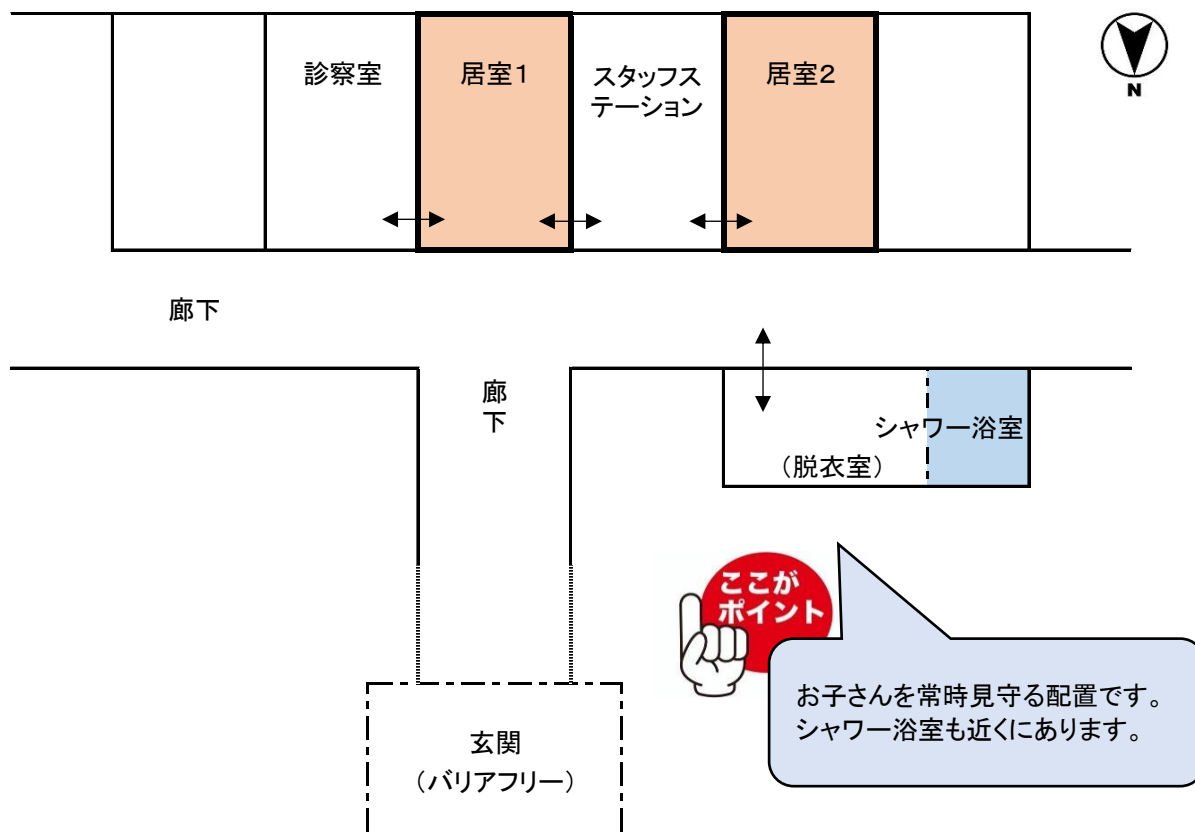 診察室
居室1
スタッフス
テーション
居室2
N
廊下
廊
下
シャワー浴室
（脱衣室）
ここが
ポイント
お子さんを常時見守る配置です。
シャワー浴室も近くにあります。
玄関
（バリアフリー）